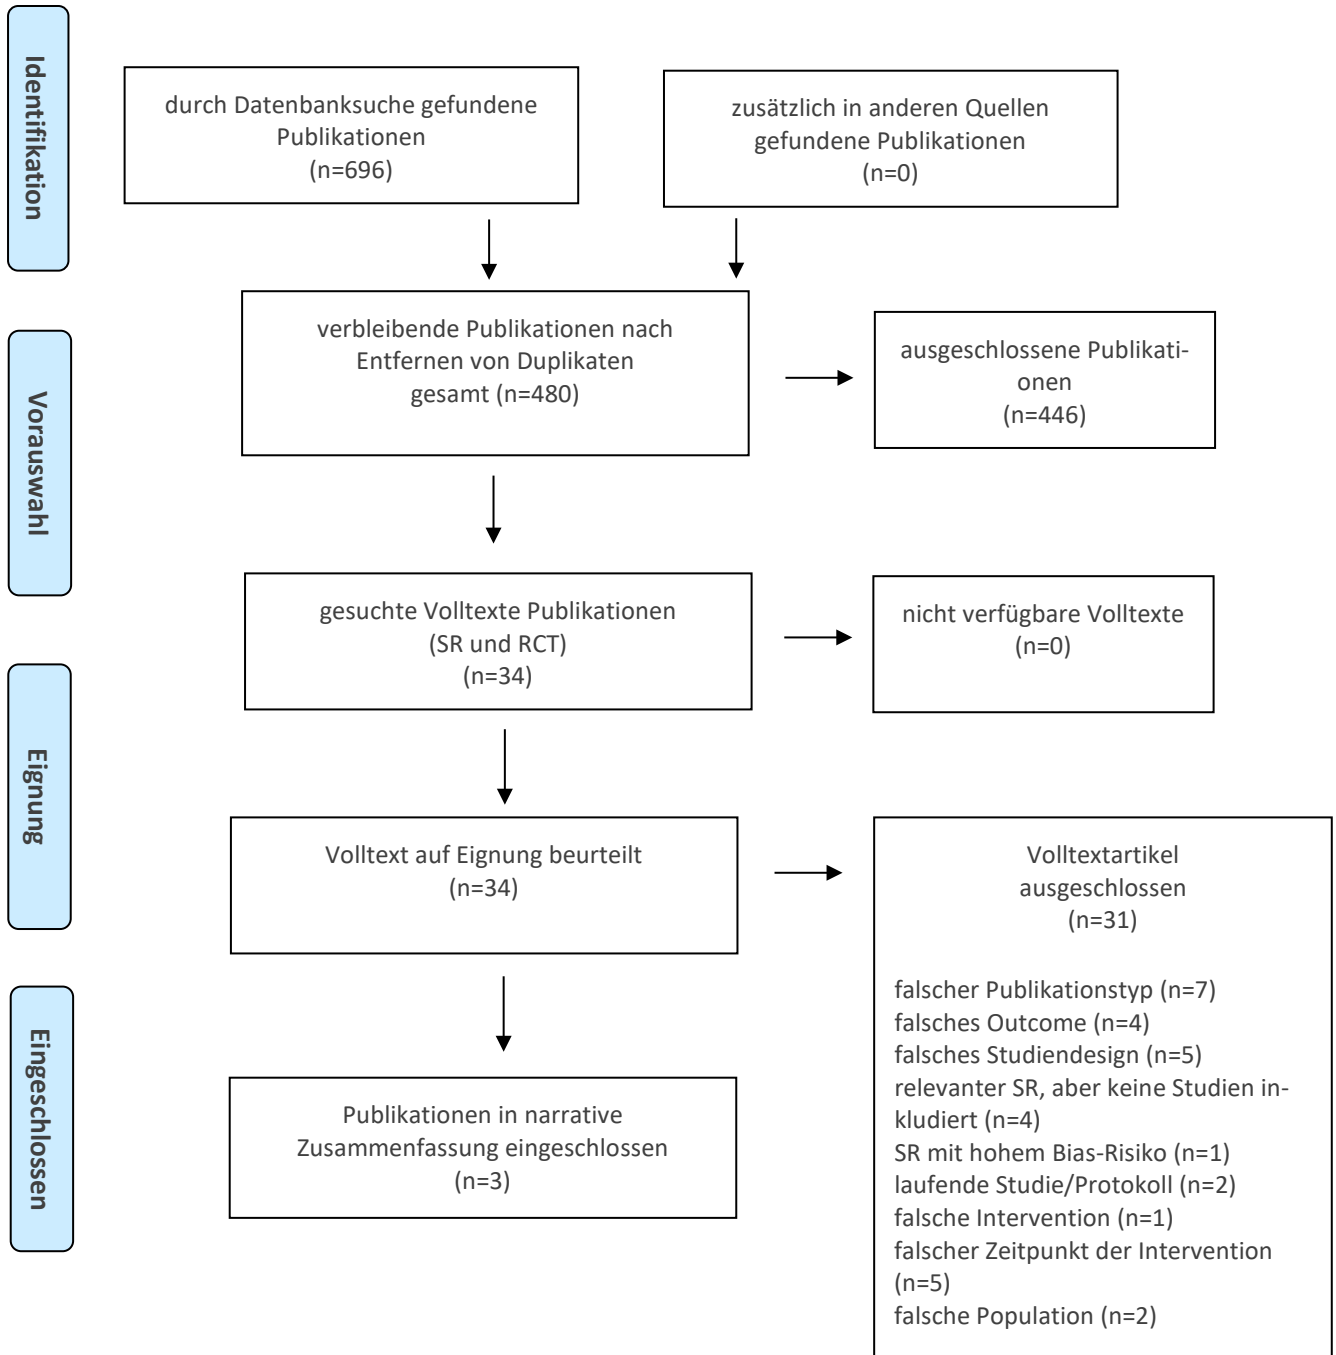 Identifikation
durch Datenbanksuche gefundene
Publikationen
(n=696)
zusätzlich in anderen Quellen
gefundene Publikationen
(n=0)
Vorauswahl
verbleibende Publikationen nach
Entfernen von Duplikaten
gesamt (n=480)
ausgeschlossene Publikati-
onen
(n=446)
gesuchte Volltexte Publikationen
(SR und RCT)
(n=34)
nicht verfügbare Volltexte
(n=0)
Eignung
Volltext auf Eignung beurteilt
(n=34)
Volltextartikel
ausgeschlossen
(n=31)
falscher Publikationstyp (n=7)
falsches Outcome (n=4)
falsches Studiendesign (n=5)
relevanter SR, aber keine Studien in-
kludiert (n=4)
SR mit hohem Bias-Risiko (n=1)
laufende Studie/Protokoll (n=2)
falsche Intervention (n=1)
falscher Zeitpunkt der Intervention
(n=5)
falsche Population (n=2)
Eingeschlossen
Publikationen in narrative
Zusammenfassung eingeschlossen
(n=3)